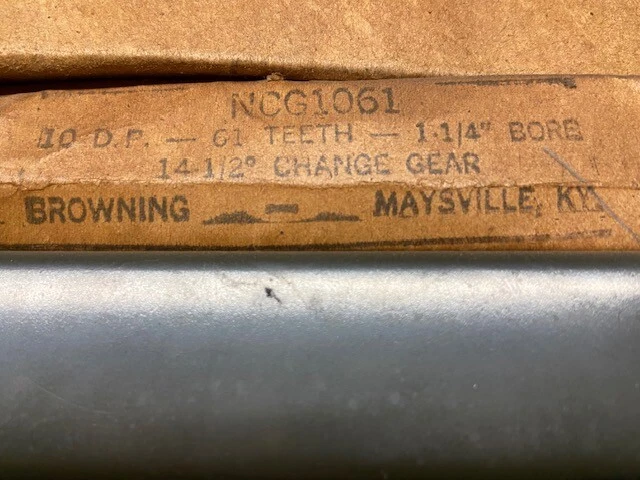 NCG1061
10 D.P. — 61 TEETH — 1.1/4" BORE
14-1/2° CHANGE GEAR
BROWNING — MAYSVILLE, KY.